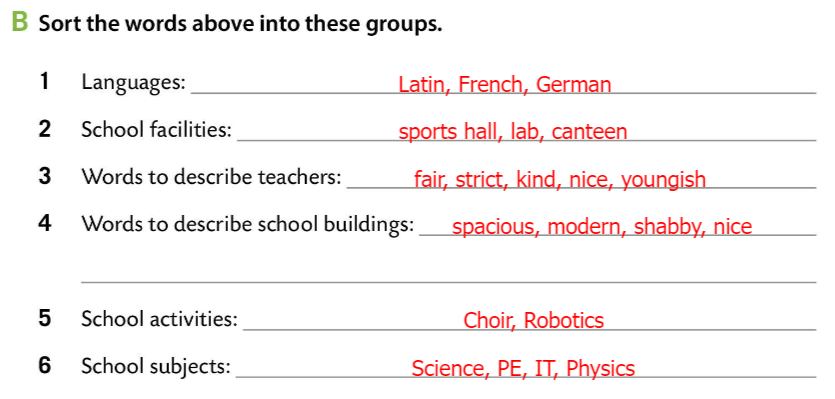 B Sort the words above into these groups.
1 Languages: Latin, French, German
2 School facilities: sports hall, lab, canteen
3 Words to describe teachers: fair, strict, kind, nice, youngish
4 Words to describe school buildings: spacious, modern, shabby, nice
5 School activities: Choir, Robotics
6 School subjects: Science, PE, IT, Physics